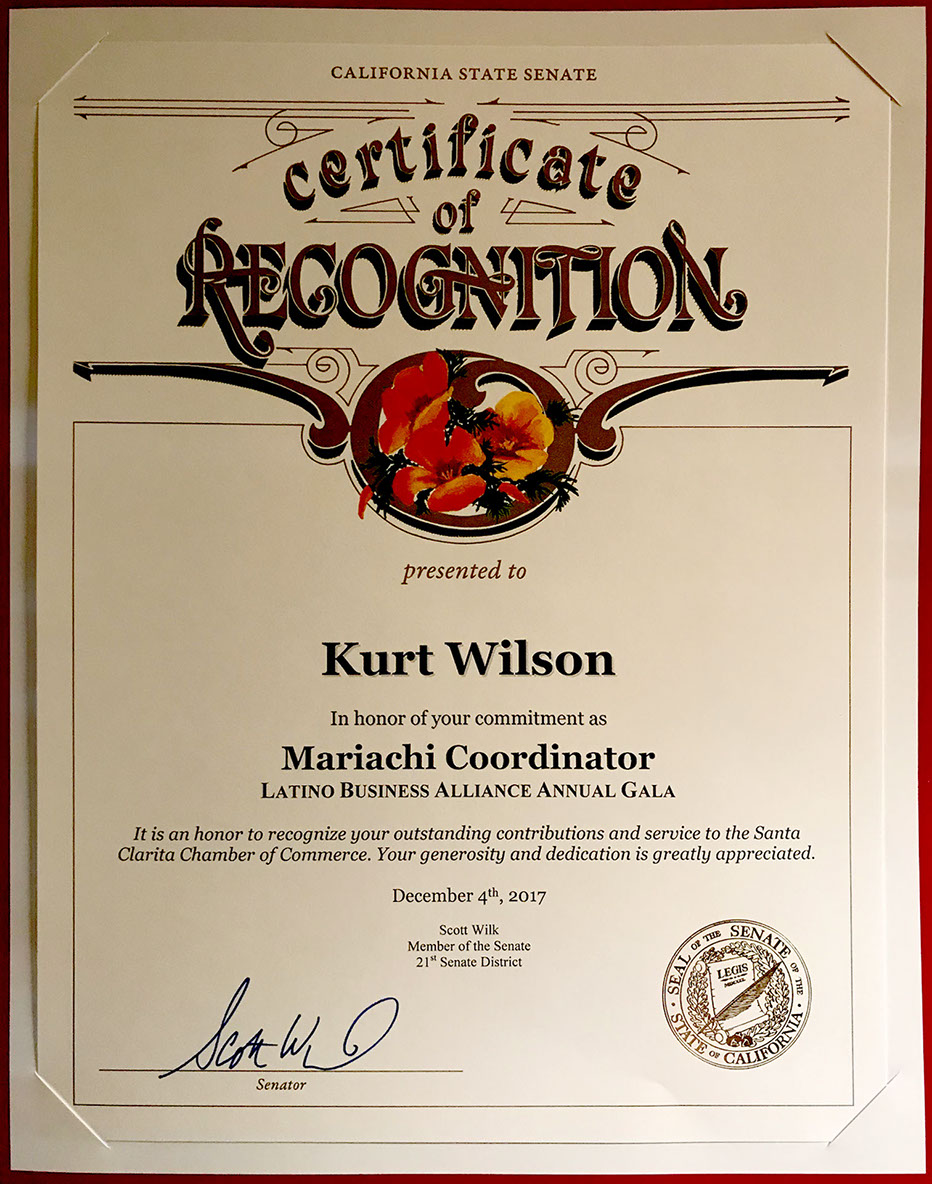 CALIFORNIA STATE SENATE
certificate
of
RECOGNITION
presented to
Kurt Wilson
In honor of your commitment as
Mariachi Coordinator
LATINO BUSINESS ALLIANCE ANNUAL GALA
It is an honor to recognize your outstanding contributions and service to the Santa
Clarita Chamber of Commerce. Your generosity and dedication is greatly appreciated.
December 4th, 2017
Scott Wilk
Member of the Senate
21st Senate District
Scott Wilk
Senator
SEAL OF THE SENATE OF THE
STATE OF CALIFORNIA
LEGIS